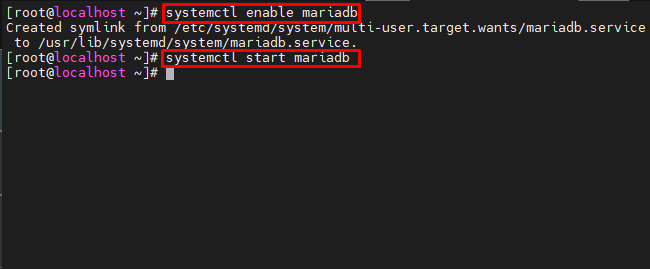 [root@localhost ~]# systemctl enable mariadb
Created symlink from /etc/systemd/system/multi-user.target.wants/mariadb.service
 to /usr/lib/systemd/system/mariadb.service.
[root@localhost ~]# systemctl start mariadb
[root@localhost ~]#